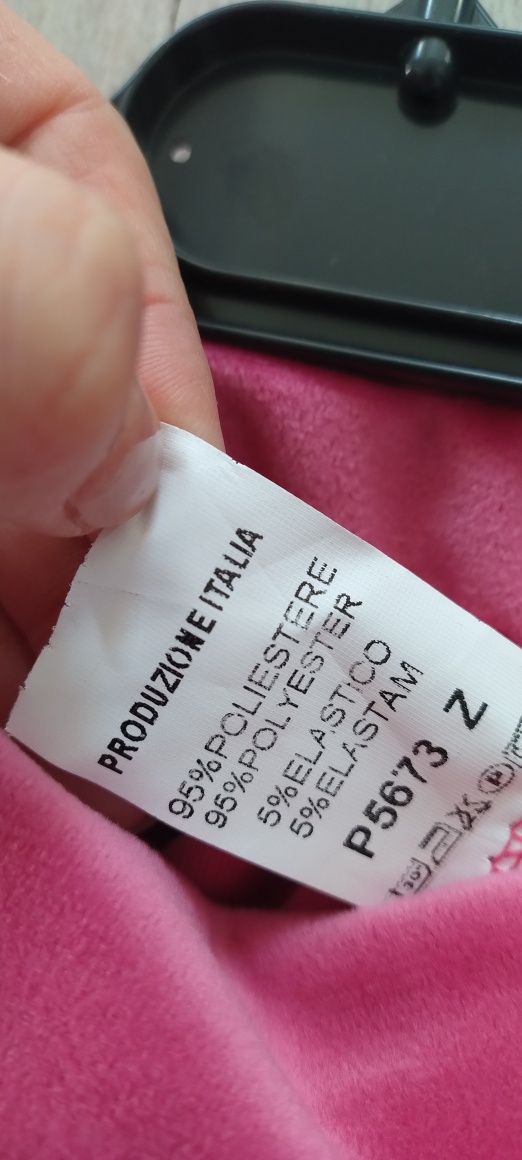 PRODUZIONE ITALIA
95%POLIESTERE
95%POLYESTER
5%ELASTICO
5%ELASTAM
P5673 Z